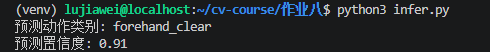 (venv) lujiawei@localhost:~/cv-course/作业八$ python3 infer.py
预测动作类别: forehand_clear
预测置信度: 0.91